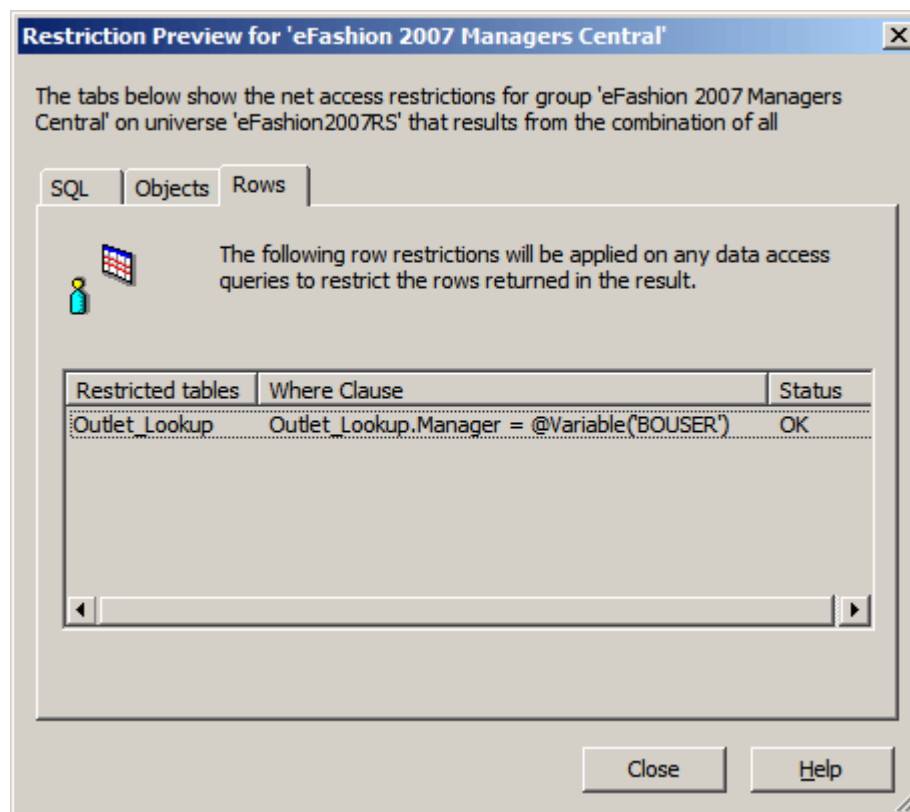 Restriction Preview for 'eFashion 2007 Managers Central'
The tabs below show the net access restrictions for group 'eFashion 2007 Managers
Central' on universe 'eFashion2007RS' that results from the combination of all
SQL Objects Rows
The following row restrictions will be applied on any data access
queries to restrict the rows returned in the result.
Restricted tables Where Clause Status
Outlet_Lookup Outlet_Lookup.Manager = @Variable('BOUSER') OK
Close Help